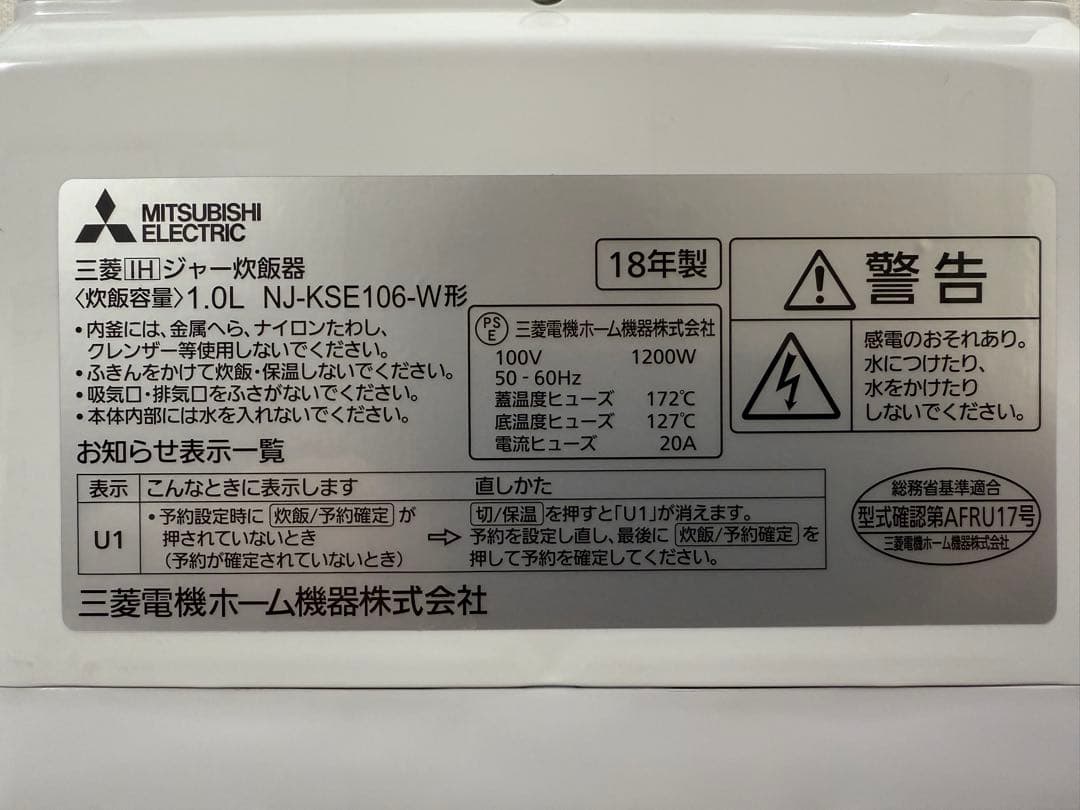 MITSUBISHI
ELECTRIC
三菱IHジャー炊飯器
〈炊飯容量〉1.0L NJ-KSE106-W形
18年製
•内釜には、金属へら、ナイロンたわし、
クレンザー等使用しないでください。
•ふきんをかけて炊飯・保温しないでください。
•吸気口・排気口をふさがないでください。
•本体内部には水を入れないでください。
PSE 三菱電機ホーム機器株式会社
100V 1200W
50-60Hz
蓋温度ヒューズ 172℃
底温度ヒューズ 127℃
電流ヒューズ 20A
警告
感電のおそれあり。
水につけたり、
水をかけたり
しないでください。
お知らせ表示一覧
表示 こんなときに表示します 直しかた
U1
•予約設定時に 炊飯/予約確定 が
押されていないとき
(予約が確定されていないとき)
切/保温 を押すと「U1」が消えます。
予約を設定し直し、最後に 炊飯/予約確定 を
押して予約を確定してください。
総務省基準適合
型式確認第AFRU17号
三菱電機ホーム機器株式会社
三菱電機ホーム機器株式会社